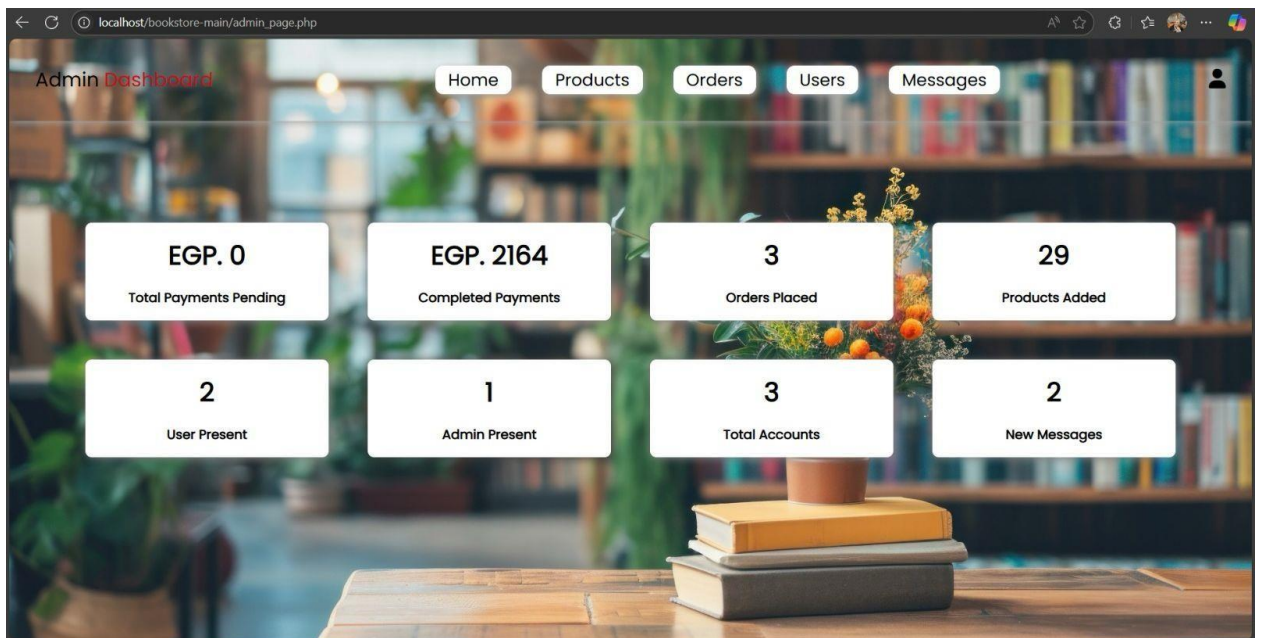 localhost/bookstore-main/admin_page.php
Admin Dashboard Home Products Orders Users Messages
EGP. 0
Total Payments Pending
EGP. 2164
Completed Payments
3
Orders Placed
29
Products Added
2
User Present
1
Admin Present
3
Total Accounts
2
New Messages